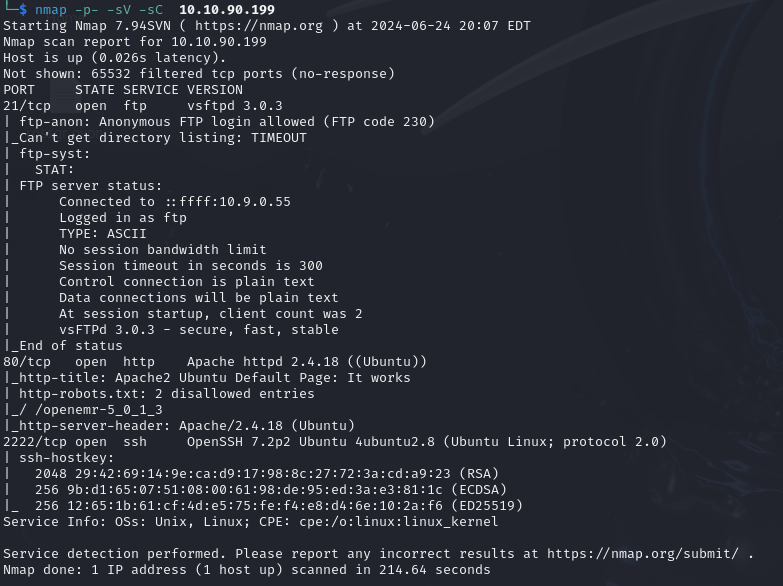 └─$ nmap -p- -sV -sC  10.10.90.199
Starting Nmap 7.94SVN ( https://nmap.org ) at 2024-06-24 20:07 EDT
Nmap scan report for 10.10.90.199
Host is up (0.026s latency).
Not shown: 65532 filtered tcp ports (no-response)
PORT     STATE SERVICE VERSION
21/tcp   open  ftp     vsftpd 3.0.3
| ftp-anon: Anonymous FTP login allowed (FTP code 230)
|_Can't get directory listing: TIMEOUT
| ftp-syst:
|   STAT:
| FTP server status:
|      Connected to ::ffff:10.9.0.55
|      Logged in as ftp
|      TYPE: ASCII
|      No session bandwidth limit
|      Session timeout in seconds is 300
|      Control connection is plain text
|      Data connections will be plain text
|      At session startup, client count was 2
|      vsFTPd 3.0.3 - secure, fast, stable
|_End of status
80/tcp   open  http    Apache httpd 2.4.18 ((Ubuntu))
|_http-title: Apache2 Ubuntu Default Page: It works
| http-robots.txt: 2 disallowed entries
|_/ /openemr-5_0_1_3
|_http-server-header: Apache/2.4.18 (Ubuntu)
2222/tcp open  ssh     OpenSSH 7.2p2 Ubuntu 4ubuntu2.8 (Ubuntu Linux; protocol 2.0)
| ssh-hostkey:
|   2048 29:42:69:14:9e:ca:d9:17:98:8c:27:72:3a:cd:a9:23 (RSA)
|   256 9b:d1:65:07:51:08:00:61:98:de:95:ed:3a:e3:81:1c (ECDSA)
|_  256 12:65:1b:61:cf:4d:e5:75:fe:f4:e8:d4:6e:10:2a:f6 (ED25519)
Service Info: OSs: Unix, Linux; CPE: cpe:/o:linux:linux_kernel

Service detection performed. Please report any incorrect results at https://nmap.org/submit/ .
Nmap done: 1 IP address (1 host up) scanned in 214.64 seconds